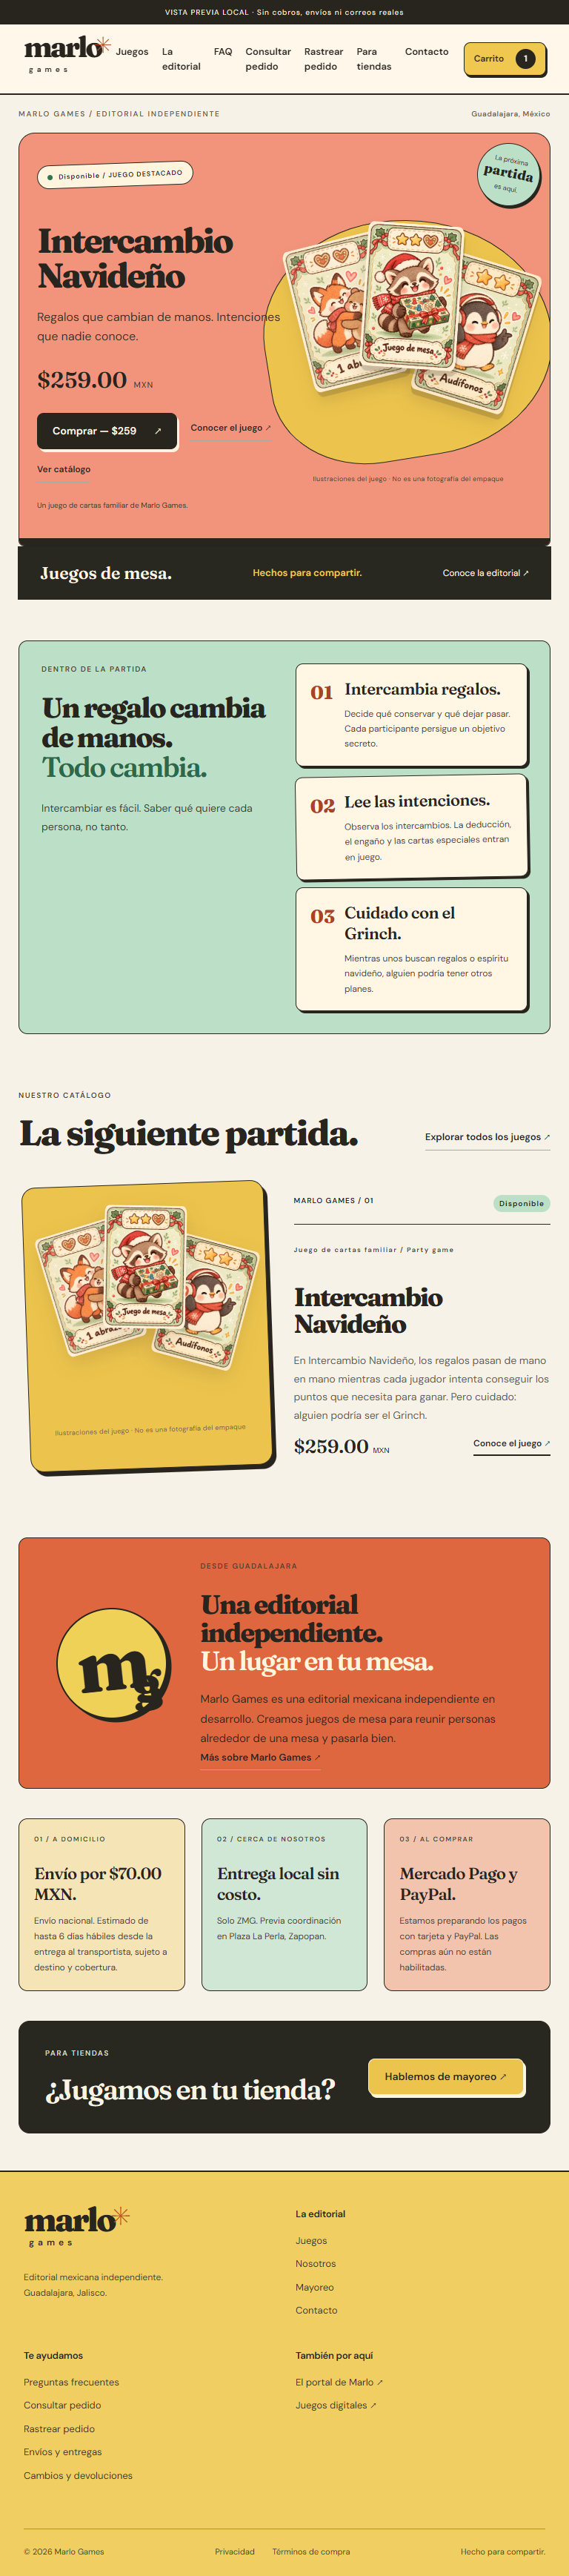 VISTA PREVIA LOCAL · Sin cobros, envíos ni correos reales
marlo
games
Juegos
La
editorial
FAQ
Consultar
pedido
Rastrear
pedido
Para
tiendas
Contacto
Carrito 1
MARLO GAMES / EDITORIAL INDEPENDIENTE
Guadalajara, México
Disponible / JUEGO DESTACADO
La próxima
partida
es aquí.
Intercambio
Navideño
Regalos que cambian de manos. Intenciones
que nadie conoce.
$259.00 MXN
Comprar — $259 ↗
Conocer el juego ↗
Ver catálogo
Un juego de cartas familiar de Marlo Games.
Juego de mesa
Audífonos
Ilustraciones del juego · No es una fotografía del empaque
Juegos de mesa.
Hechos para compartir.
Conoce la editorial ↗
DENTRO DE LA PARTIDA
Un regalo cambia
de manos.
Todo cambia.
Intercambiar es fácil. Saber qué quiere cada
persona, no tanto.
01 Intercambia regalos.
Decide qué conservar y qué dejar pasar.
Cada participante persigue un objetivo
secreto.
02 Lee las intenciones.
Observa los intercambios. La deducción,
el engaño y las cartas especiales entran
en juego.
03 Cuidado con el
Grinch.
Mientras unos buscan regalos o espíritu
navideño, alguien podría tener otros
planes.
NUESTRO CATÁLOGO
La siguiente partida.
Explorar todos los juegos ↗
Juego de mesa
Audífonos
Ilustraciones del juego · No es una fotografía del empaque
MARLO GAMES / 01
Disponible
Juego de cartas familiar / Party game
Intercambio
Navideño
En Intercambio Navideño, los regalos pasan de mano
en mano mientras cada jugador intenta conseguir los
puntos que necesita para ganar. Pero cuidado:
alguien podría ser el Grinch.
$259.00 MXN
Conoce el juego ↗
DESDE GUADALAJARA
mg
Una editorial
independiente.
Un lugar en tu mesa.
Marlo Games es una editorial mexicana independiente en
desarrollo. Creamos juegos de mesa para reunir personas
alrededor de una mesa y pasarla bien.
Más sobre Marlo Games ↗
01 / A DOMICILIO
Envío por $70.00
MXN.
Envío nacional. Estimado de
hasta 6 días hábiles desde la
entrega al transportista, sujeto a
destino y cobertura.
02 / CERCA DE NOSOTROS
Entrega local sin
costo.
Solo ZMG. Previa coordinación
en Plaza La Perla, Zapopan.
03 / AL COMPRAR
Mercado Pago y
PayPal.
Estamos preparando los pagos
con tarjeta y PayPal. Las
compras aún no están
habilitadas.
PARA TIENDAS
¿Jugamos en tu tienda?
Hablemos de mayoreo ↗
marlo
games
Editorial mexicana independiente.
Guadalajara, Jalisco.
La editorial
Juegos
Nosotros
Mayoreo
Contacto
Te ayudamos
Preguntas frecuentes
Consultar pedido
Rastrear pedido
Envíos y entregas
Cambios y devoluciones
También por aquí
El portal de Marlo ↗
Juegos digitales ↗
© 2026 Marlo Games
Privacidad
Términos de compra
Hecho para compartir.